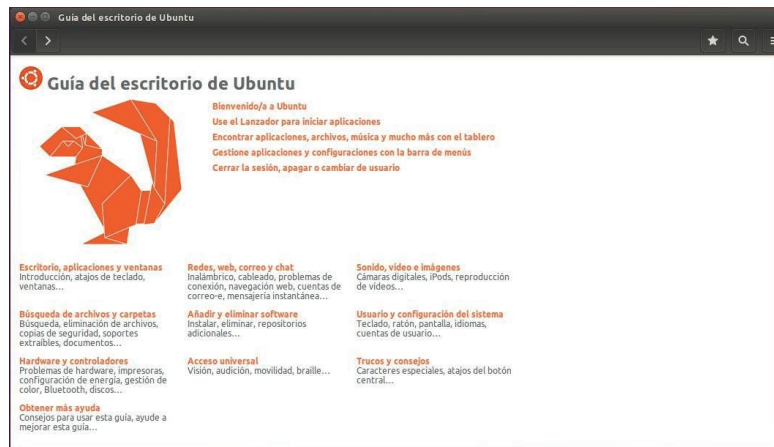 Guía del escritorio de Ubuntu
Guía del escritorio de Ubuntu
Bienvenido/a a Ubuntu
Use el Lanzador para iniciar aplicaciones
Encontrar aplicaciones, archivos, música y mucho más con el tablero
Gestione aplicaciones y configuraciones con la barra de menús
Cerrar la sesión, apagar o cambiar de usuario
Escritorio, aplicaciones y ventanas
Introducción, atajos de teclado,
ventanas…
Redes, web, correo y chat
Inalámbrico, cableado, problemas de
conexión, navegación web, cuentas de
correo-e, mensajería instantánea…
Sonido, vídeo e imágenes
Cámaras digitales, iPods, reproducción
de vídeos…
Búsqueda de archivos y carpetas
Búsqueda, eliminación de archivos,
copias de seguridad, soportes
extraíbles, documentos…
Añadir y eliminar software
Instalar, eliminar, repositorios
adicionales…
Usuario y configuración del sistema
Teclado, ratón, pantalla, idiomas,
cuentas de usuario…
Hardware y controladores
Problemas de hardware, impresoras,
configuración de energía, gestión de
color, Bluetooth, discos…
Acceso universal
Visión, audición, movilidad, braille…
Trucos y consejos
Caracteres especiales, atajos del botón
central…
Obtener más ayuda
Consejos para usar esta guía, ayude a
mejorar esta guía…